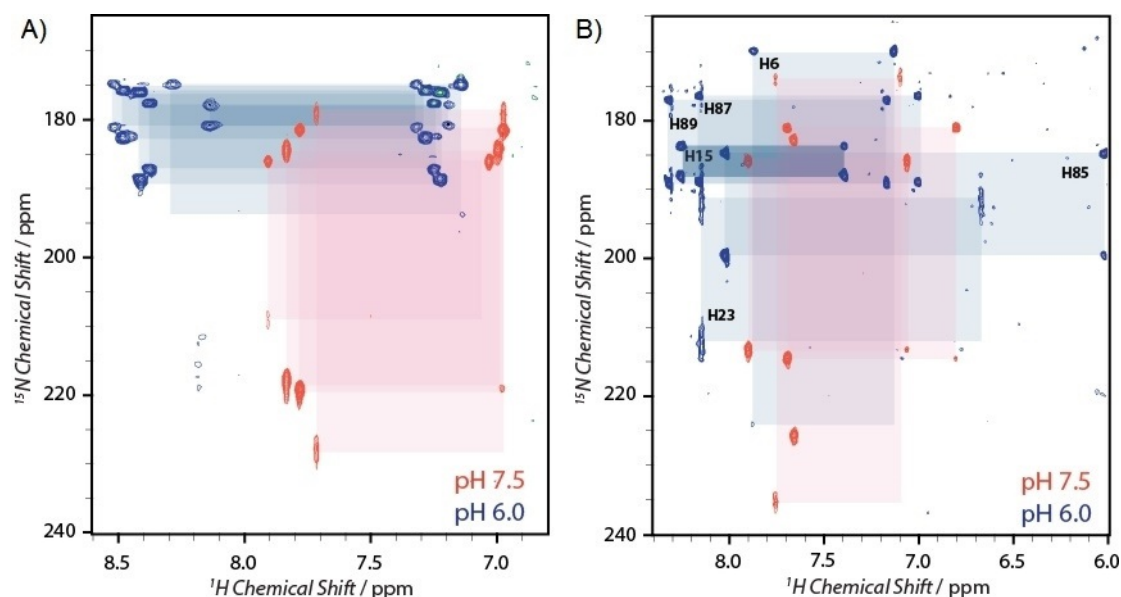 A)
B)
180
200
220
240
8.5
8.0
7.5
7.0
¹⁵N Chemical Shift / ppm
¹H Chemical Shift / ppm
pH 7.5
pH 6.0
180
200
220
240
8.0
7.5
7.0
6.5
6.0
¹⁵N Chemical Shift / ppm
¹H Chemical Shift / ppm
H6
H87
H89
H15
H85
H23
pH 7.5
pH 6.0